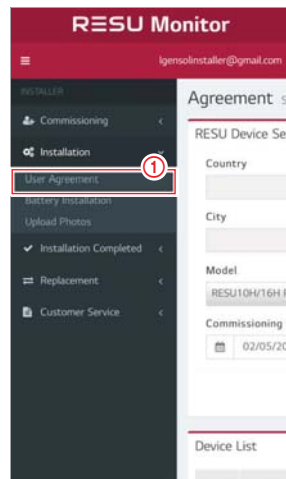 RESU Monitor
lgensolinstaller@gmail.com
INSTALLER
Commissioning
Installation
1
User Agreement
Battery Installation
Upload Photos
Installation Completed
Replacement
Customer Service
Agreement
RESU Device Se
Country
City
Model
RESU10H/16H
Commissioning
02/05/20
Device List